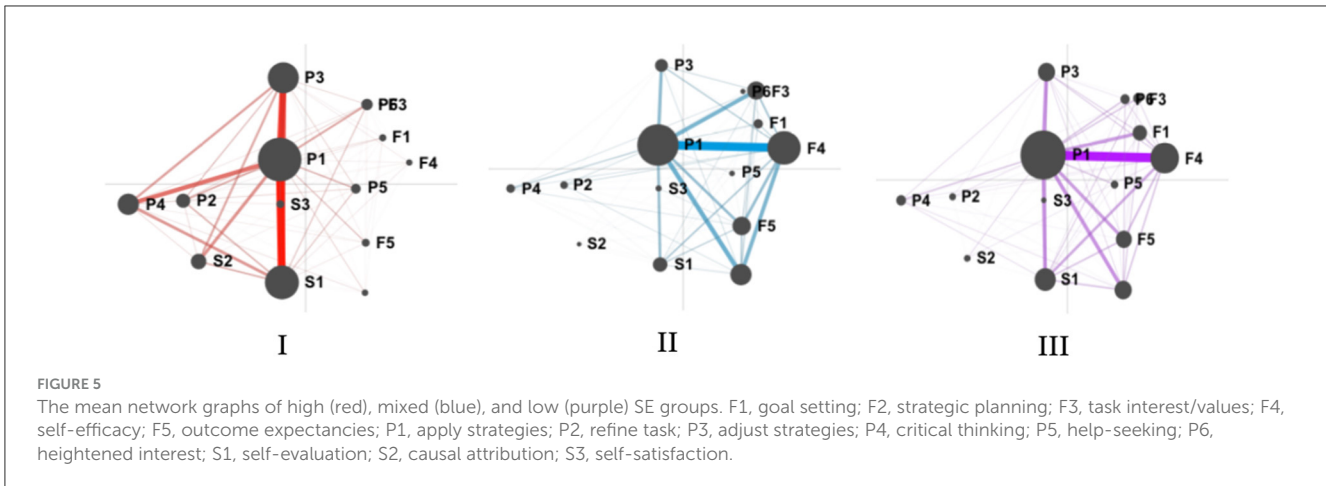 P3
P6F3
F1
P1
F4
P5
P4
P2
S3
F5
S2
S1
I
P3
P6F3
F1
P1
F4
P5
P4
P2
S3
F5
S2
S1
II
P3
P6F3
F1
P1
F4
P5
P4
P2
S3
F5
S2
S1
III
FIGURE 5
The mean network graphs of high (red), mixed (blue), and low (purple) SE groups. F1, goal setting; F2, strategic planning; F3, task interest/values; F4,
self-efficacy; F5, outcome expectancies; P1, apply strategies; P2, refine task; P3, adjust strategies; P4, critical thinking; P5, help-seeking; P6,
heightened interest; S1, self-evaluation; S2, causal attribution; S3, self-satisfaction.